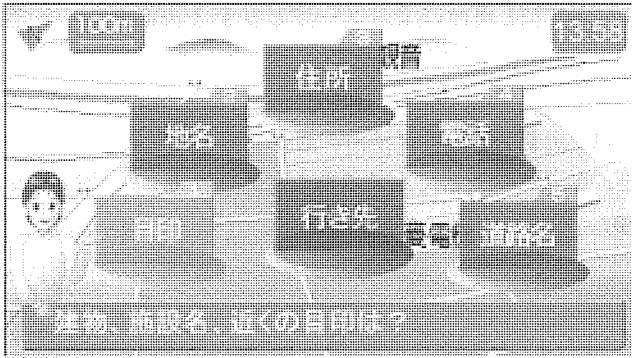 100m
13:58
住所
地名
電話
目印
行き先
道路名
建物、施設名、近くの目印は?